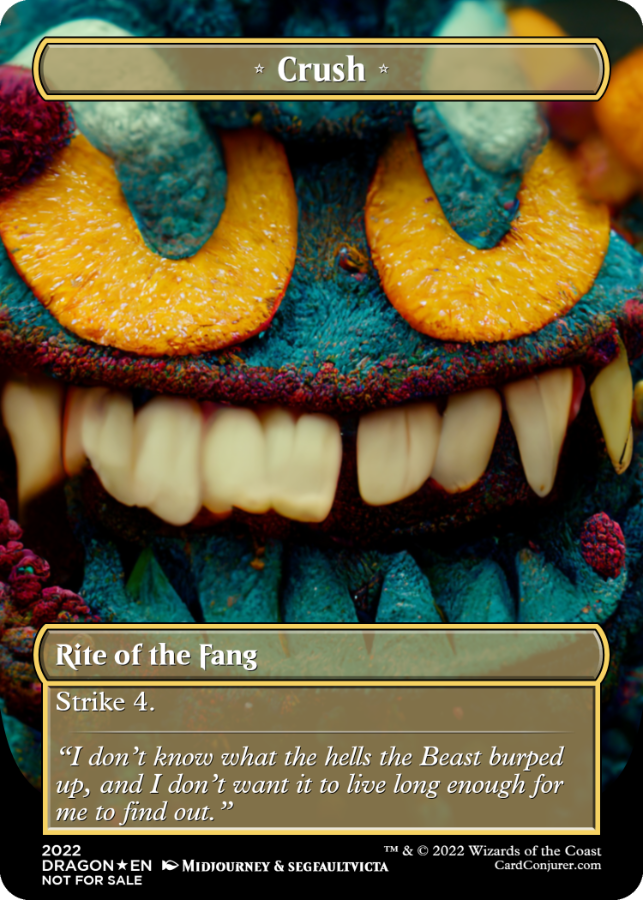 ☆ Crush ☆
Rite of the Fang
Strike 4.
“I don’t know what the hells the Beast burped
up, and I don’t want it to live long enough for
me to find out.”
2022
DRAGON★EN Midjourney & segfaultvicta
NOT FOR SALE
™ & © 2022 Wizards of the Coast
CardConjurer.com